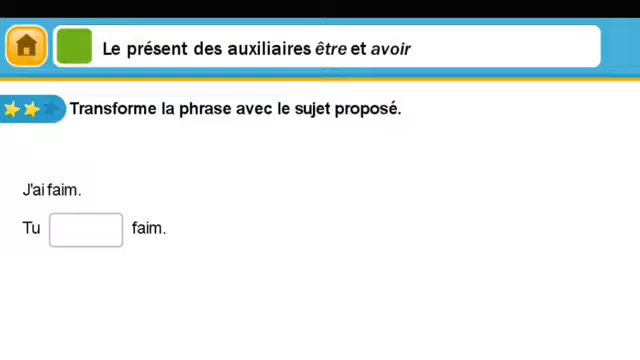 Le présent des auxiliaires être et avoir
Transforme la phrase avec le sujet proposé.
J'ai faim.
Tu faim.